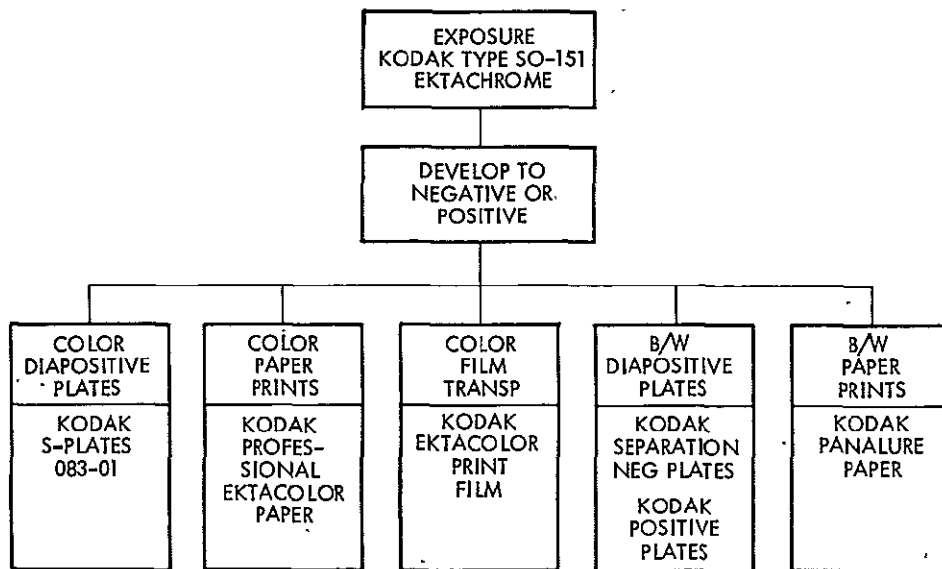 EXPOSURE
KODAK TYPE SO-151
EKTACHROME
DEVELOP TO
NEGATIVE OR
POSITIVE
COLOR
DIAPOSITIVE
PLATES
KODAK
S-PLATES
083-01
COLOR
PAPER
PRINTS
KODAK
PROFES-
SIONAL
EKTACOLOR
PAPER
COLOR
FILM
TRANSP
KODAK
EKTACOLOR
PRINT
FILM
B/W
DIAPOSITIVE
PLATES
KODAK
SEPARATION
NEG PLATES
KODAK
POSITIVE
PLATES
B/W
PAPER
PRINTS
KODAK
PANALURE
PAPER